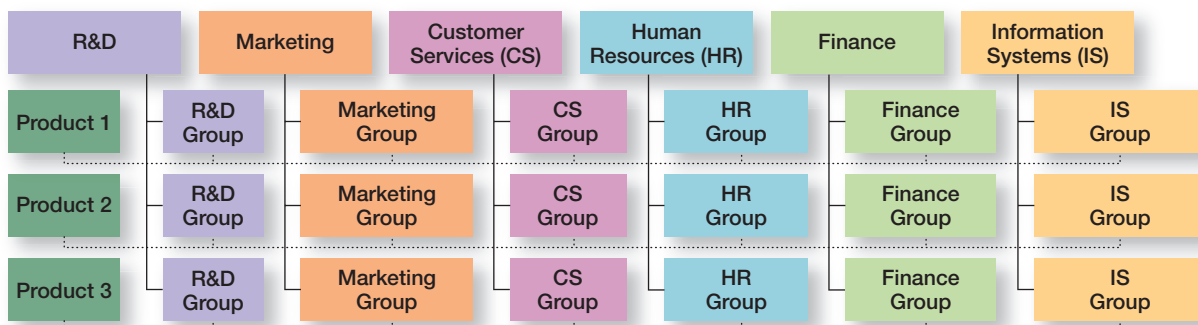 R&D
Marketing
Customer
Services (CS)
Human
Resources (HR)
Finance
Information
Systems (IS)
Product 1
R&D
Group
Marketing
Group
CS
Group
HR
Group
Finance
Group
IS
Group
Product 2
R&D
Group
Marketing
Group
CS
Group
HR
Group
Finance
Group
IS
Group
Product 3
R&D
Group
Marketing
Group
CS
Group
HR
Group
Finance
Group
IS
Group